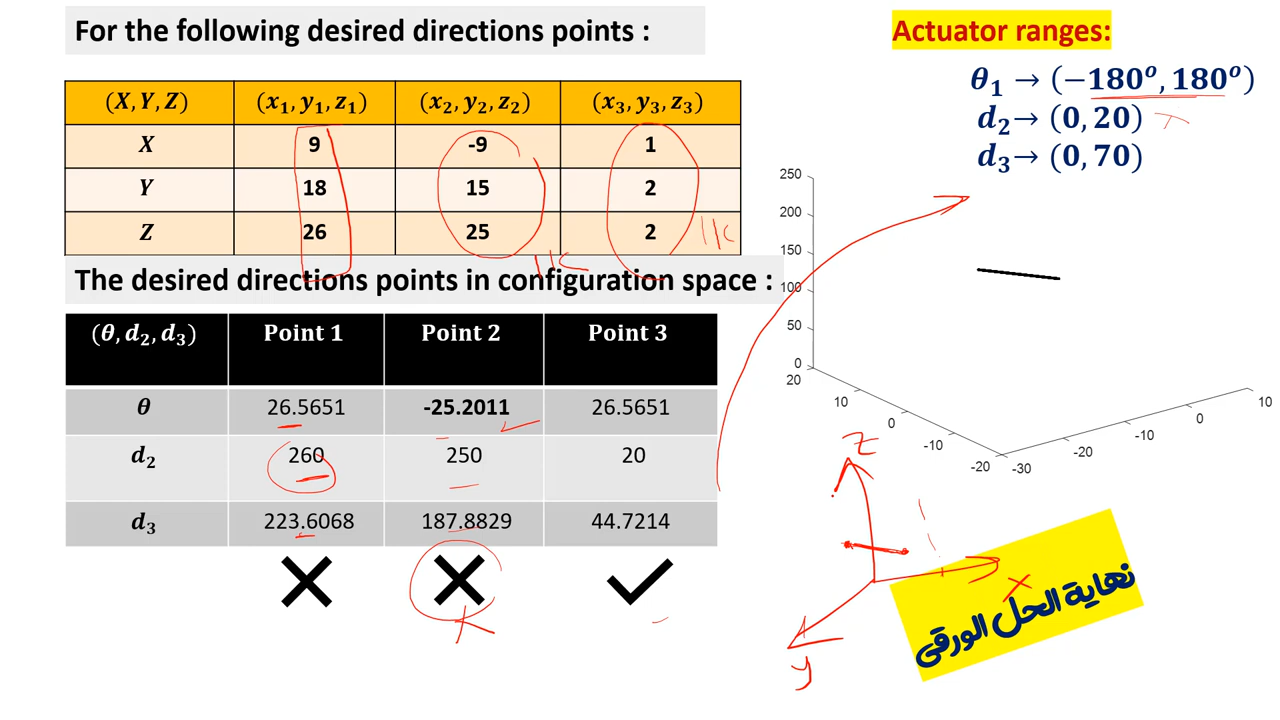 For the following desired directions points :
(X, Y, Z) (x₁, y₁, z₁) (x₂, y₂, z₂) (x₃, y₃, z₃)
X 9 -9 1
Y 18 15 2
Z 26 25 2
The desired directions points in configuration space :
(θ, d₂, d₃) Point 1 Point 2 Point 3
θ 26.5651 -25.2011 26.5651
d₂ 260 250 20
d₃ 223.6068 187.8829 44.7214
Actuator ranges:
θ₁ → (−180ᵒ, 180ᵒ)
d₂→ (0, 20)
d₃→ (0, 70)
250
200
150
100
50
0
20
10
0
-10
-20
-30
-20
-10
0
10
z
x
y
نهاية الحل الورقي